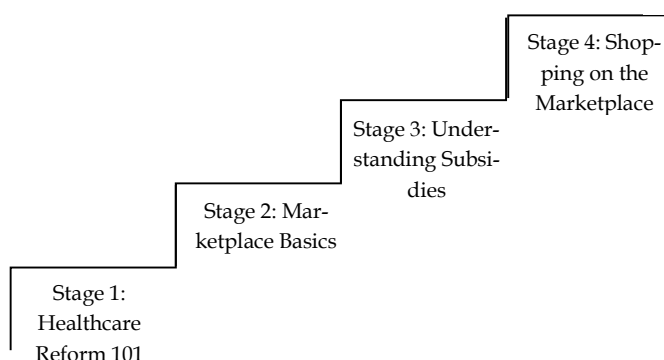 Stage 4: Shop-
ping on the
Marketplace
Stage 3: Under-
standing Subsi-
dies
Stage 2: Mar-
ketplace Basics
Stage 1:
Healthcare
Reform 101